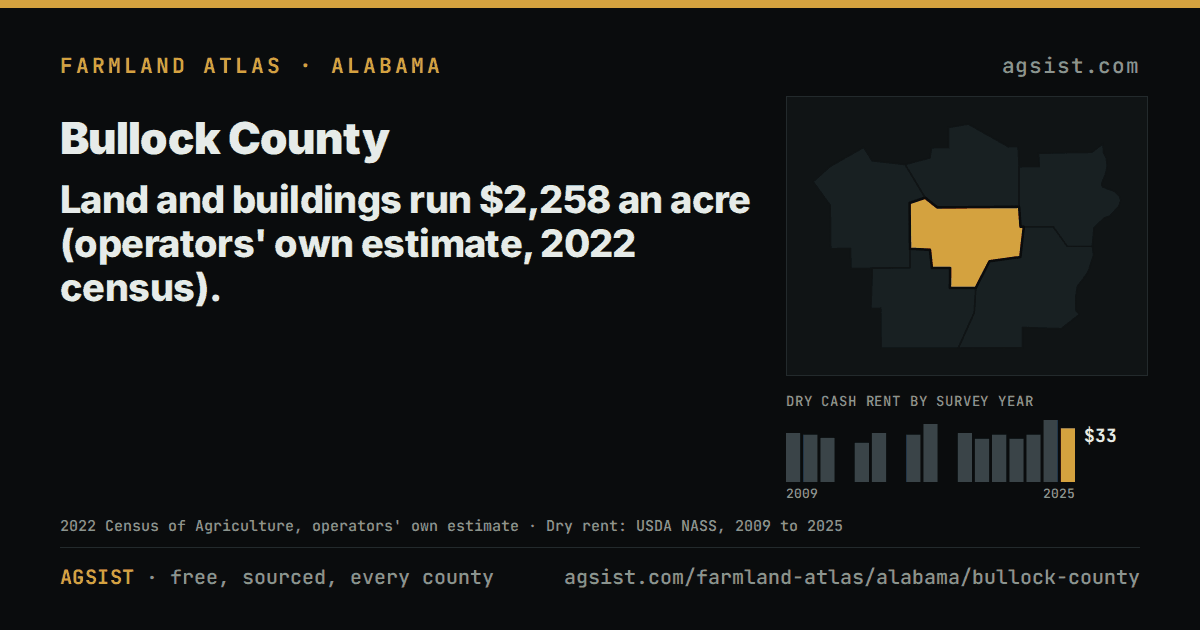 FARMLAND ATLAS · ALABAMA
agsist.com
Bullock County
Land and buildings run $2,258 an acre
(operators' own estimate, 2022
census).
DRY CASH RENT BY SURVEY YEAR
$33
2009 2025
2022 Census of Agriculture, operators' own estimate · Dry rent: USDA NASS, 2009 to 2025
AGSIST · free, sourced, every county
agsist.com/farmland-atlas/alabama/bullock-county